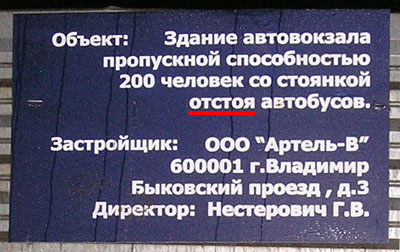 Объект: Здание автовокзала
пропускной способностью
200 человек со стоянкой
отстоя автобусов.
Застройщик: ООО "Артель-В"
600001 г.Владимир
Быковский проезд , д.3
Директор: Нестерович Г.В.